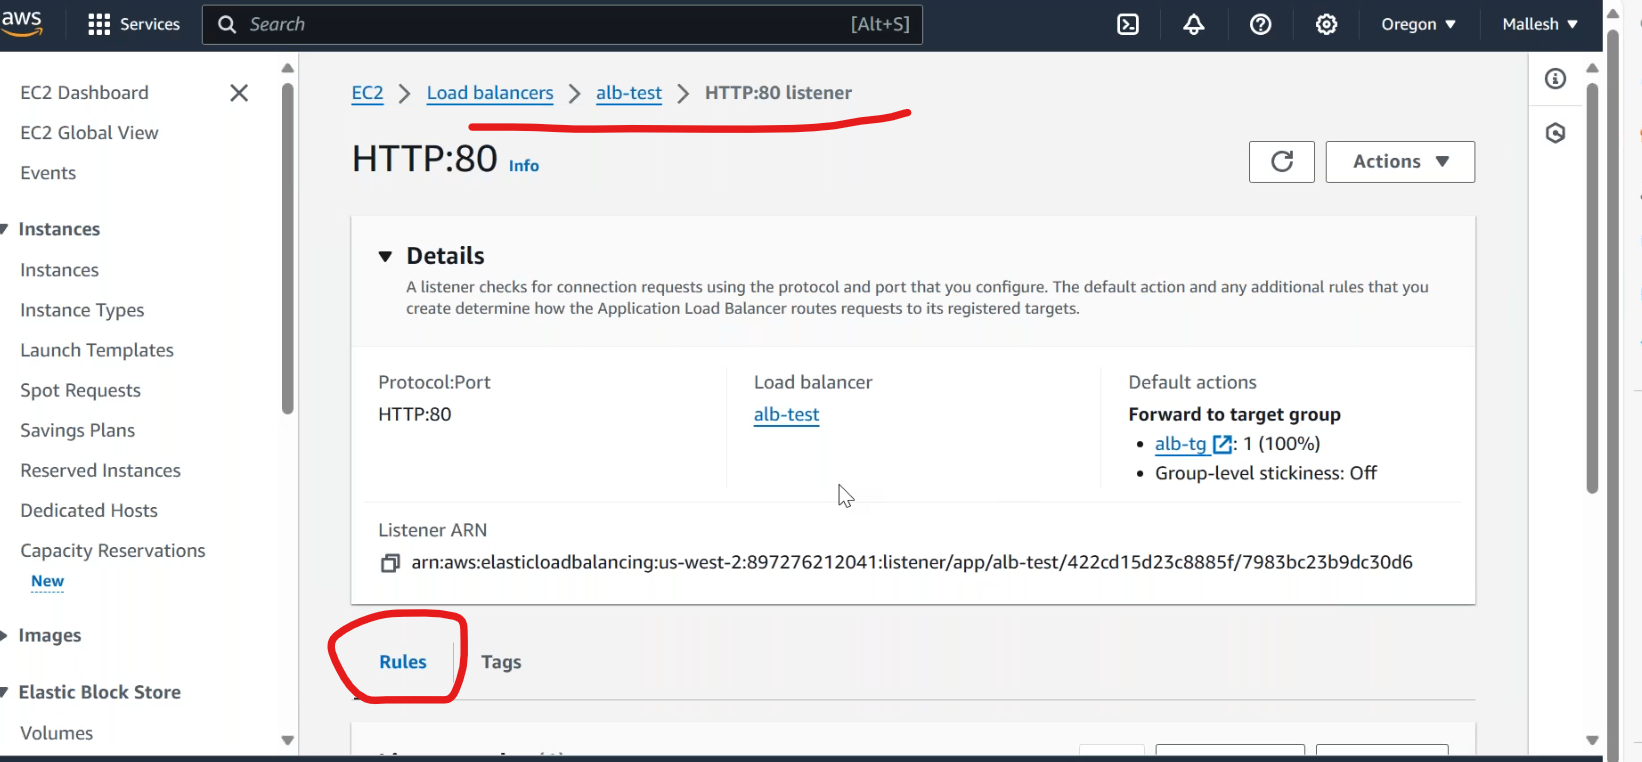 aws Services Search [Alt+S] Oregon Mallesh
EC2 Dashboard
EC2 Global View
Events
Instances
Instances
Instance Types
Launch Templates
Spot Requests
Savings Plans
Reserved Instances
Dedicated Hosts
Capacity Reservations
New
Images
Elastic Block Store
Volumes
EC2 > Load balancers > alb-test > HTTP:80 listener
HTTP:80 Info
Actions
Details
A listener checks for connection requests using the protocol and port that you configure. The default action and any additional rules that you
create determine how the Application Load Balancer routes requests to its registered targets.
Protocol:Port
HTTP:80
Load balancer
alb-test
Default actions
Forward to target group
• alb-tg : 1 (100%)
• Group-level stickiness: Off
Listener ARN
arn:aws:elasticloadbalancing:us-west-2:897276212041:listener/app/alb-test/422cd15d23c8885f/7983bc23b9dc30d6
Rules Tags